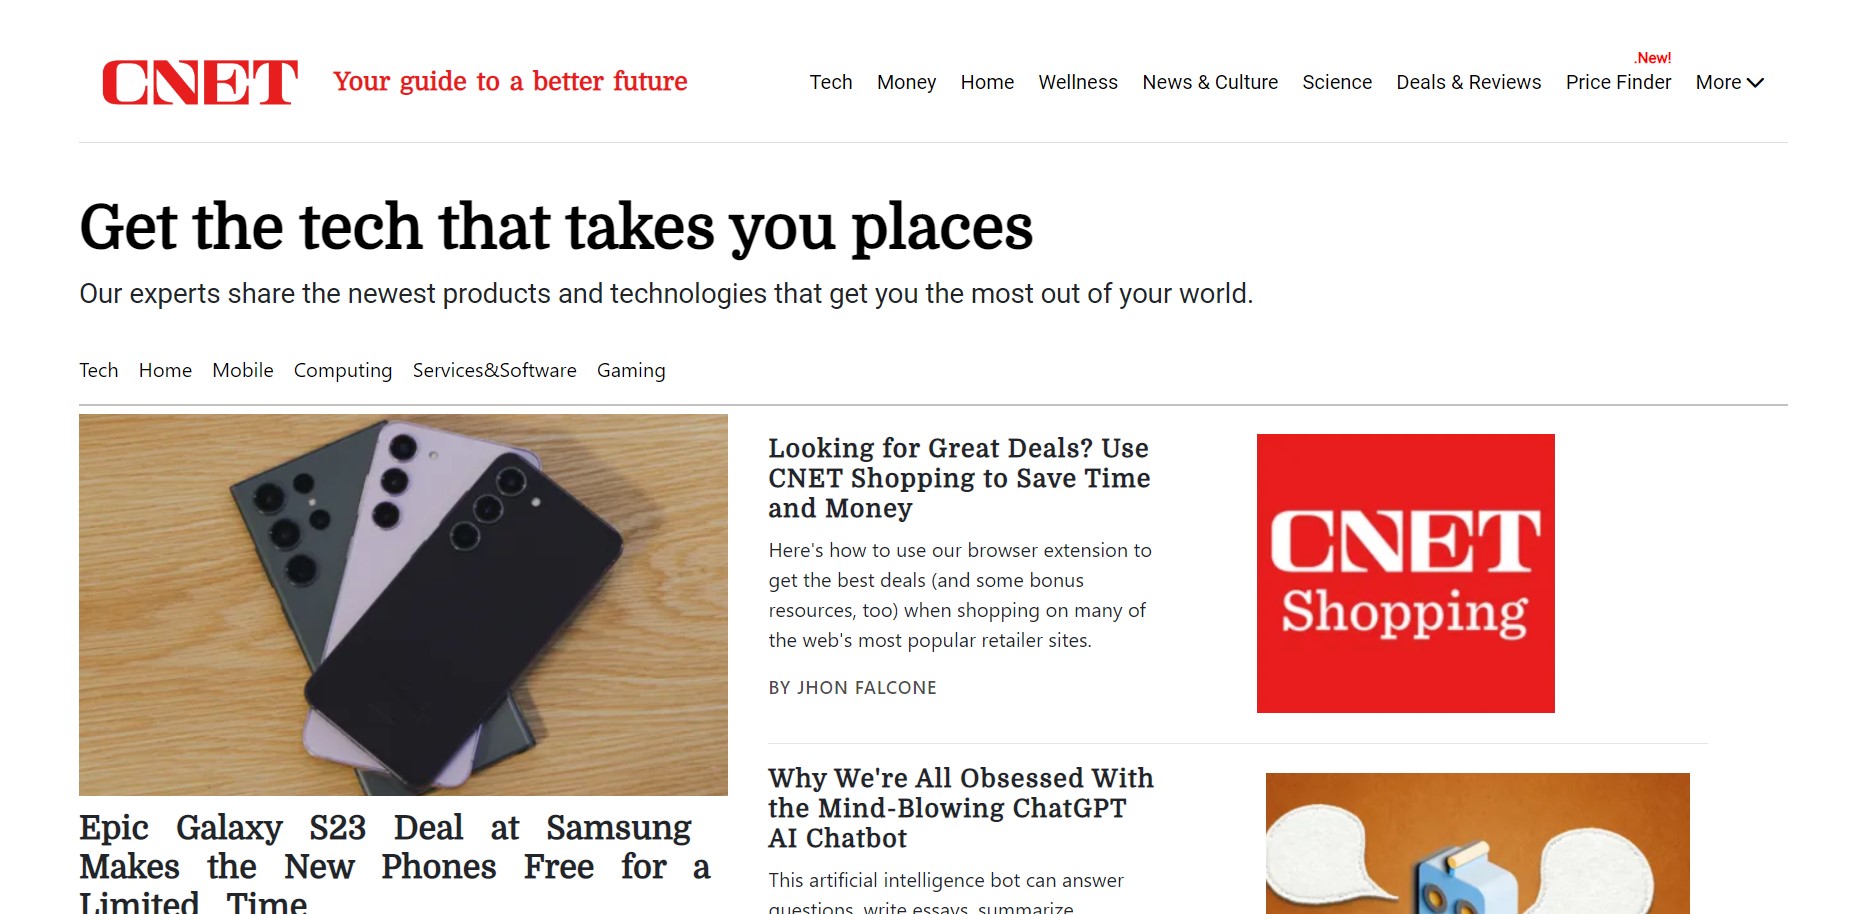 CNET
Your guide to a better future
Tech Money Home Wellness News & Culture Science Deals & Reviews Price Finder .New! More
Get the tech that takes you places
Our experts share the newest products and technologies that get you the most out of your world.
Tech Home Mobile Computing Services&Software Gaming
Epic Galaxy S23 Deal at Samsung
Makes the New Phones Free for a
Limited Time
Looking for Great Deals? Use
CNET Shopping to Save Time
and Money
Here's how to use our browser extension to
get the best deals (and some bonus
resources, too) when shopping on many of
the web's most popular retailer sites.
BY JHON FALCONE
CNET
Shopping
Why We're All Obsessed With
the Mind-Blowing ChatGPT
AI Chatbot
This artificial intelligence bot can answer
questions, write essays, summarize